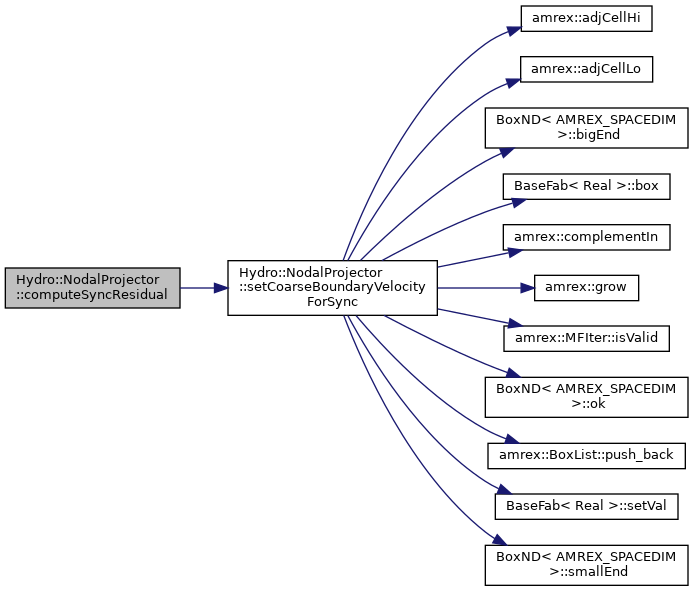 Hydro::NodalProjector
::computeSyncResidual
Hydro::NodalProjector
::setCoarseBoundaryVelocity
ForSync
amrex::adjCellHi
amrex::adjCellLo
BoxND< AMREX_SPACEDIM
>::bigEnd
BaseFab< Real >::box
amrex::complementIn
amrex::grow
amrex::MFIter::isValid
BoxND< AMREX_SPACEDIM
>::ok
amrex::BoxList::push_back
BaseFab< Real >::setVal
BoxND< AMREX_SPACEDIM
>::smallEnd